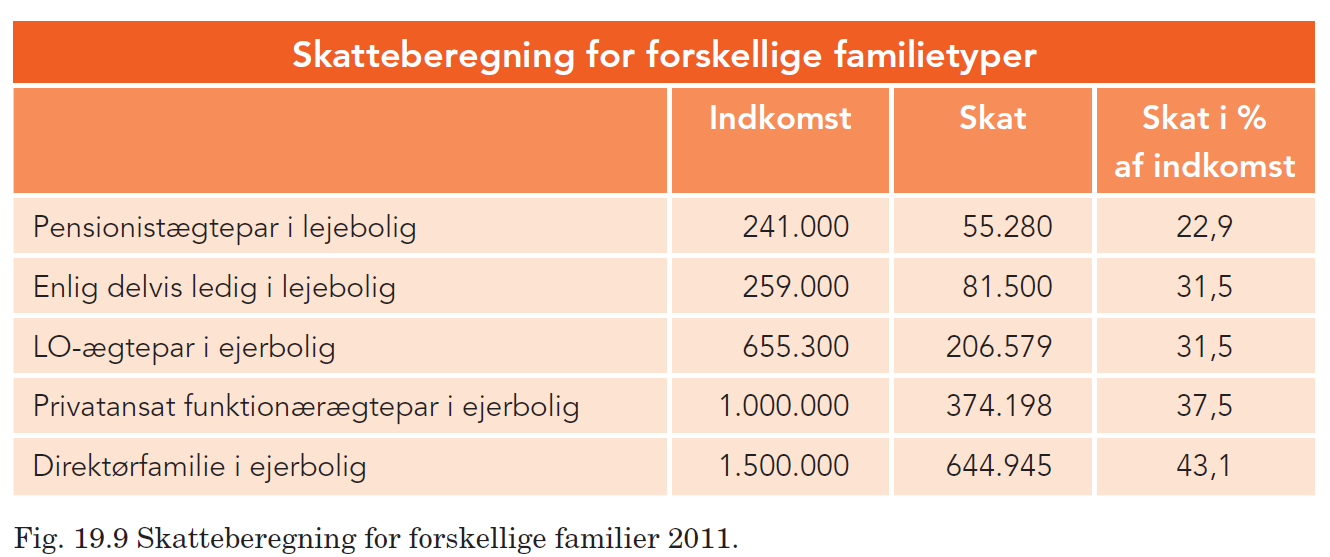 Skatteberegning for forskellige familietyper
Indkomst Skat Skat i %
af indkomst
Pensionistægtepar i lejebolig 241.000 55.280 22,9
Enlig delvis ledig i lejebolig 259.000 81.500 31,5
LO-ægtepar i ejerbolig 655.300 206.579 31,5
Privatansat funktionærægtepar i ejerbolig 1.000.000 374.198 37,5
Direktørfamilie i ejerbolig 1.500.000 644.945 43,1
Fig. 19.9 Skatteberegning for forskellige familier 2011.